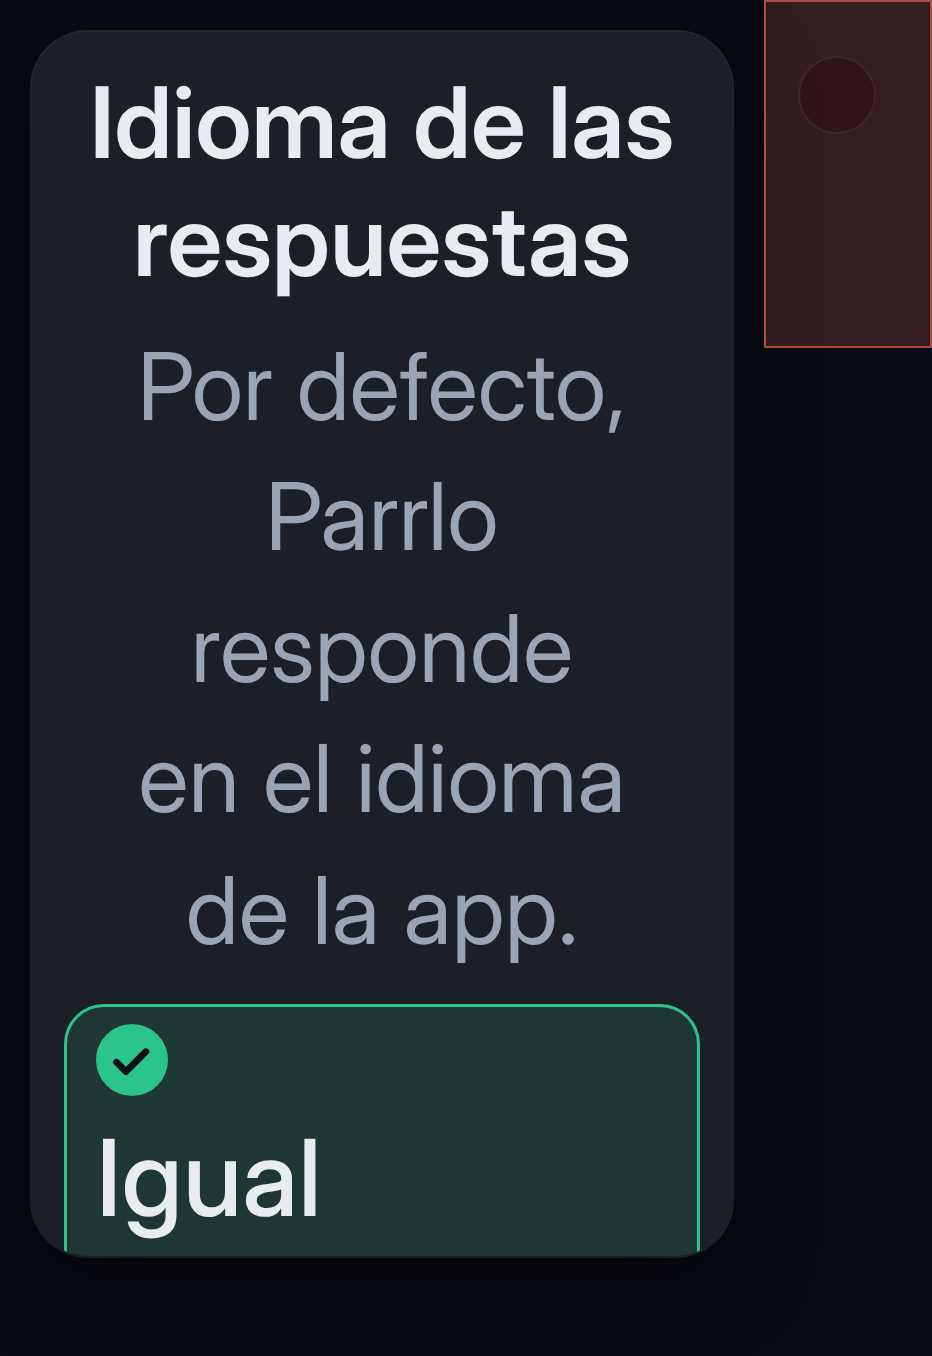 Idioma de las
respuestas
Por defecto,
Parrlo
responde
en el idioma
de la app.
Igual